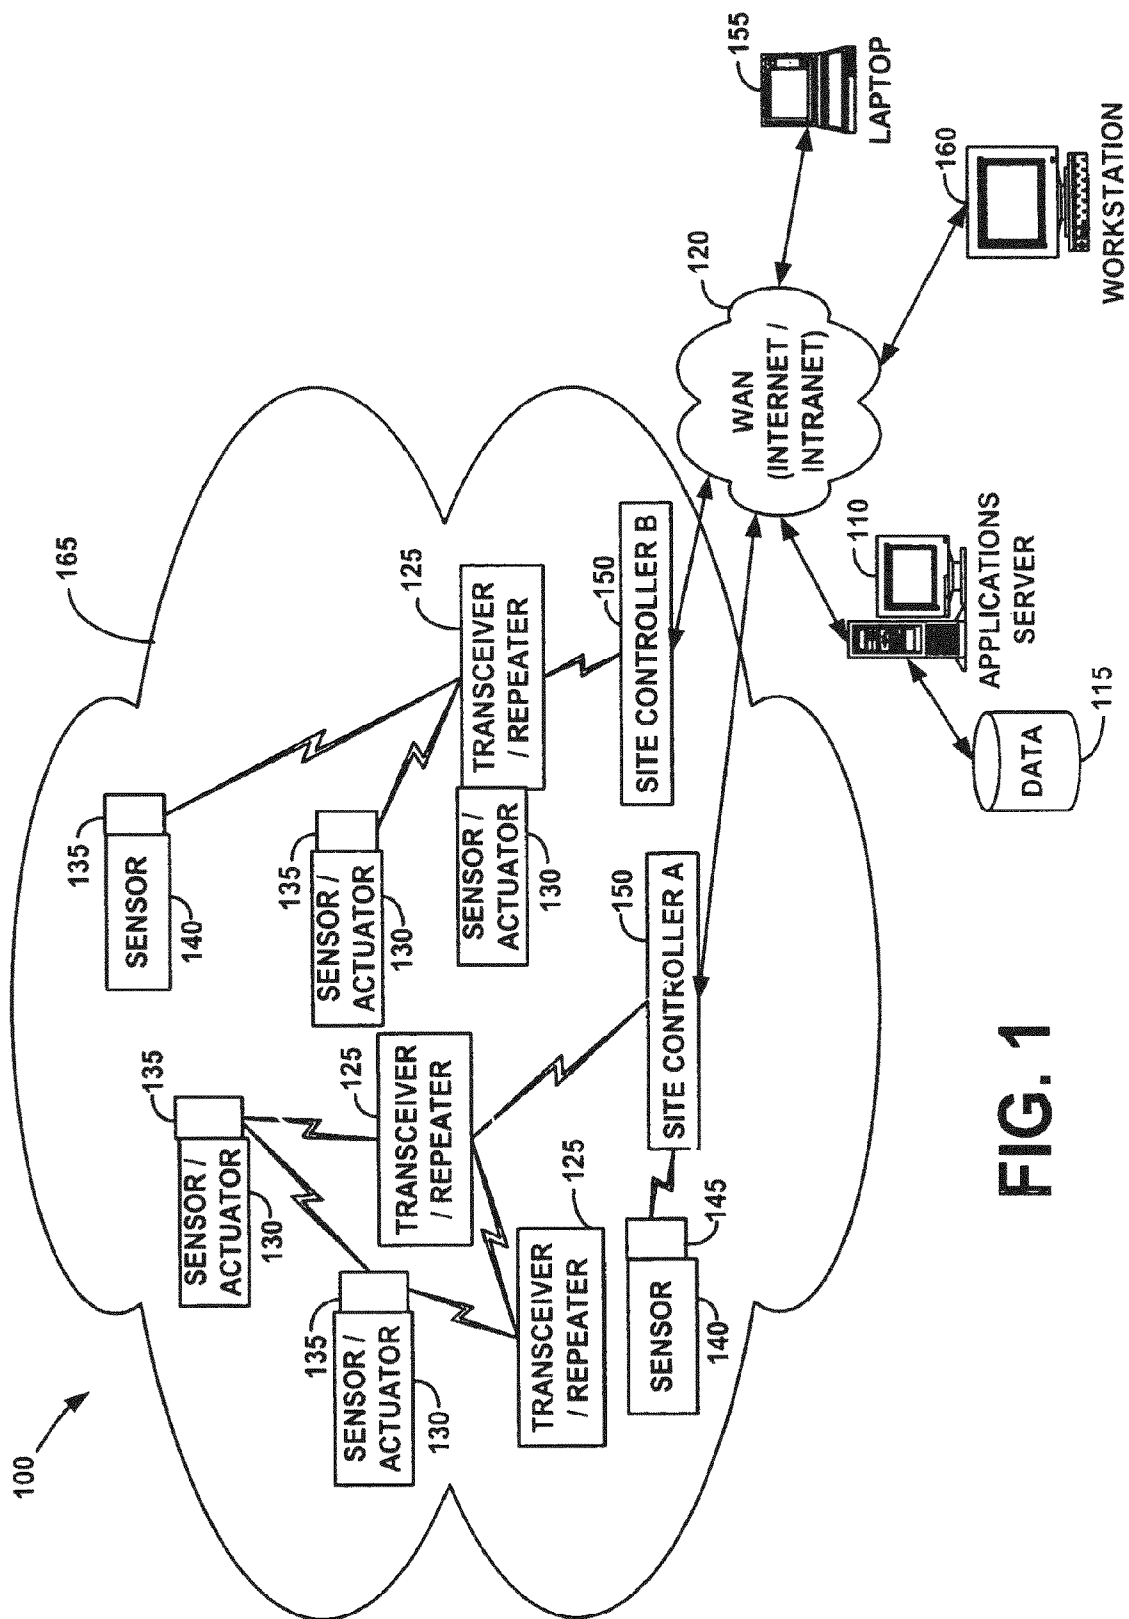 100
165
135
SENSOR
140
135
SENSOR /
ACTUATOR
130
125
TRANSCEIVER
/ REPEATER
SENSOR /
ACTUATOR
130
150
SITE CONTROLLER B
135
SENSOR /
ACTUATOR
130
135
SENSOR /
ACTUATOR
130
125
TRANSCEIVER
/ REPEATER
125
TRANSCEIVER
/ REPEATER
150
SITE CONTROLLER A
145
SENSOR
140
120
WAN
(INTERNET /
INTRANET)
155
LAPTOP
160
WORKSTATION
110
APPLICATIONS
SERVER
DATA
115
FIG. 1